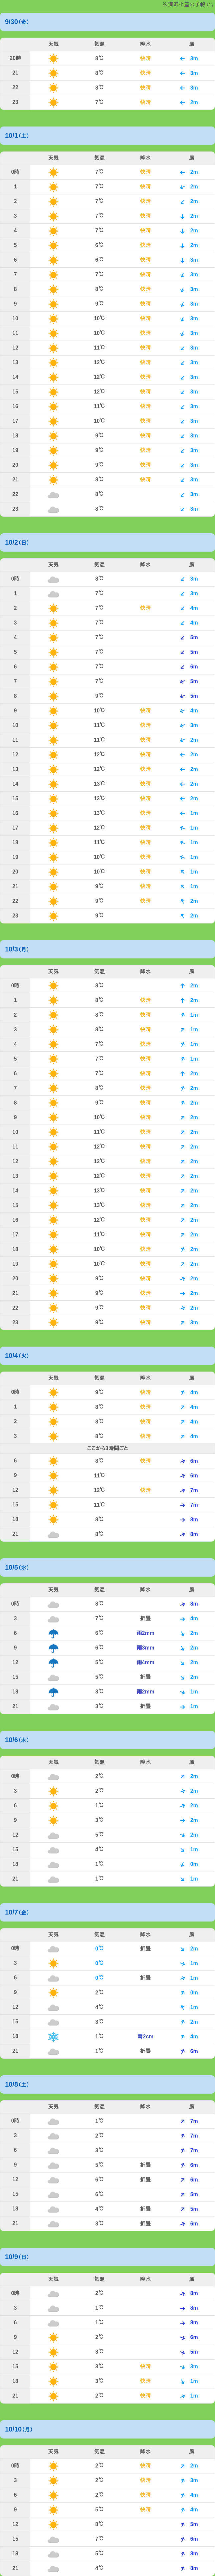 ※涸沢小屋の予報です
9/30（金）
天気 気温 降水 風
20時 8℃ 快晴 3m
21 8℃ 快晴 3m
22 8℃ 快晴 3m
23 7℃ 快晴 2m
10/1（土）
天気 気温 降水 風
0時 7℃ 快晴 2m
1 7℃ 快晴 2m
2 7℃ 快晴 2m
3 7℃ 快晴 2m
4 7℃ 快晴 2m
5 6℃ 快晴 2m
6 6℃ 快晴 3m
7 7℃ 快晴 3m
8 8℃ 快晴 3m
9 9℃ 快晴 3m
10 10℃ 快晴 3m
11 10℃ 快晴 3m
12 11℃ 快晴 3m
13 12℃ 快晴 3m
14 12℃ 快晴 3m
15 12℃ 快晴 3m
16 11℃ 快晴 3m
17 10℃ 快晴 3m
18 9℃ 快晴 3m
19 9℃ 快晴 3m
20 9℃ 快晴 3m
21 8℃ 快晴 3m
22 8℃ 3m
23 8℃ 3m
10/2（日）
天気 気温 降水 風
0時 8℃ 3m
1 7℃ 3m
2 7℃ 快晴 4m
3 7℃ 4m
4 7℃ 5m
5 7℃ 5m
6 7℃ 6m
7 7℃ 5m
8 9℃ 5m
9 10℃ 快晴 4m
10 11℃ 快晴 3m
11 11℃ 快晴 2m
12 12℃ 快晴 2m
13 12℃ 快晴 2m
14 13℃ 快晴 2m
15 13℃ 快晴 2m
16 13℃ 快晴 1m
17 12℃ 快晴 1m
18 11℃ 快晴 1m
19 10℃ 快晴 1m
20 10℃ 快晴 1m
21 9℃ 快晴 1m
22 9℃ 快晴 2m
23 9℃ 快晴 2m
10/3（月）
天気 気温 降水 風
0時 8℃ 2m
1 8℃ 快晴 2m
2 8℃ 快晴 1m
3 8℃ 快晴 1m
4 7℃ 快晴 1m
5 7℃ 快晴 1m
6 7℃ 快晴 2m
7 8℃ 快晴 2m
8 9℃ 快晴 2m
9 10℃ 快晴 2m
10 11℃ 快晴 2m
11 12℃ 快晴 2m
12 12℃ 快晴 2m
13 12℃ 快晴 2m
14 13℃ 快晴 2m
15 13℃ 快晴 2m
16 12℃ 快晴 2m
17 11℃ 快晴 2m
18 10℃ 快晴 2m
19 10℃ 快晴 2m
20 9℃ 快晴 2m
21 9℃ 快晴 2m
22 9℃ 快晴 2m
23 9℃ 快晴 3m
10/4（火）
天気 気温 降水 風
0時 9℃ 快晴 4m
1 8℃ 快晴 4m
2 8℃ 快晴 4m
3 8℃ 快晴 4m
ここから3時間ごと
6 8℃ 快晴 6m
9 11℃ 6m
12 12℃ 快晴 7m
15 11℃ 7m
18 8℃ 8m
21 8℃ 8m
10/5（水）
天気 気温 降水 風
0時 8℃ 8m
3 7℃ 折曇 4m
6 6℃ 雨2mm 2m
9 6℃ 雨3mm 2m
12 5℃ 雨4mm 2m
15 5℃ 折曇 2m
18 3℃ 雨2mm 1m
21 3℃ 折曇 1m
10/6（木）
天気 気温 降水 風
0時 2℃ 2m
3 2℃ 2m
6 1℃ 2m
9 3℃ 2m
12 5℃ 2m
15 4℃ 1m
18 1℃ 0m
21 1℃ 1m
10/7（金）
天気 気温 降水 風
0時 0℃ 折曇 2m
3 0℃ 1m
6 0℃ 折曇 1m
9 2℃ 0m
12 4℃ 1m
15 3℃ 2m
18 1℃ 雪2cm 4m
21 1℃ 折曇 6m
10/8（土）
天気 気温 降水 風
0時 1℃ 7m
3 2℃ 7m
6 3℃ 7m
9 5℃ 折曇 6m
12 6℃ 折曇 6m
15 6℃ 5m
18 4℃ 折曇 5m
21 3℃ 折曇 6m
10/9（日）
天気 気温 降水 風
0時 2℃ 8m
3 1℃ 8m
6 1℃ 8m
9 2℃ 6m
12 3℃ 5m
15 3℃ 快晴 3m
18 3℃ 快晴 1m
21 2℃ 快晴 1m
10/10（月）
天気 気温 降水 風
0時 2℃ 快晴 2m
3 2℃ 快晴 3m
6 2℃ 快晴 4m
9 5℃ 快晴 4m
12 8℃ 5m
15 7℃ 6m
18 5℃ 8m
21 4℃ 8m